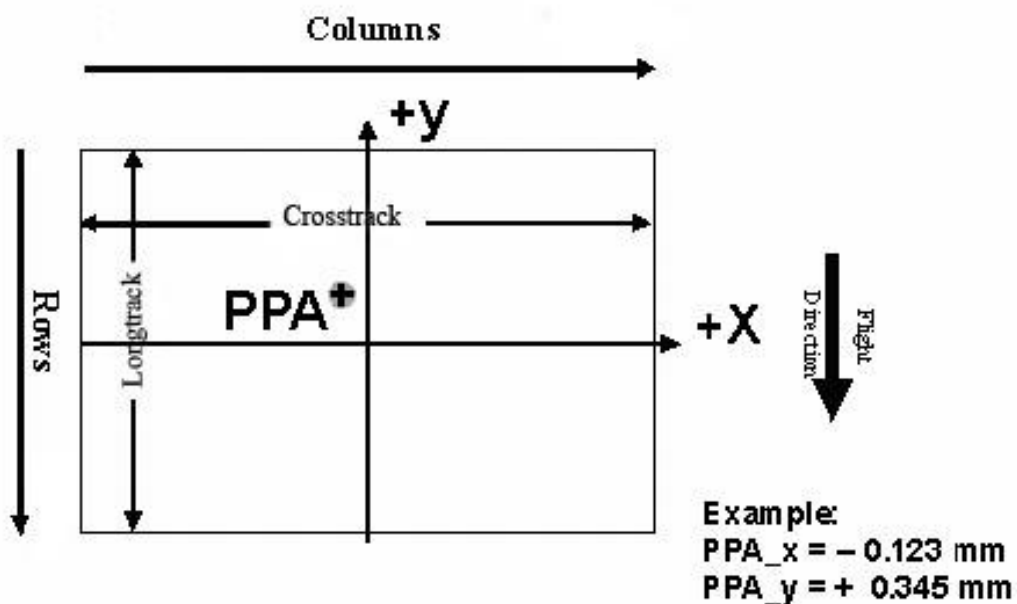 Columns
+y
Crosstrack
Longtrack
Rows
PPA+
+X
Flight
Direction
Example:
PPA_x = – 0.123 mm
PPA_y = + 0.345 mm